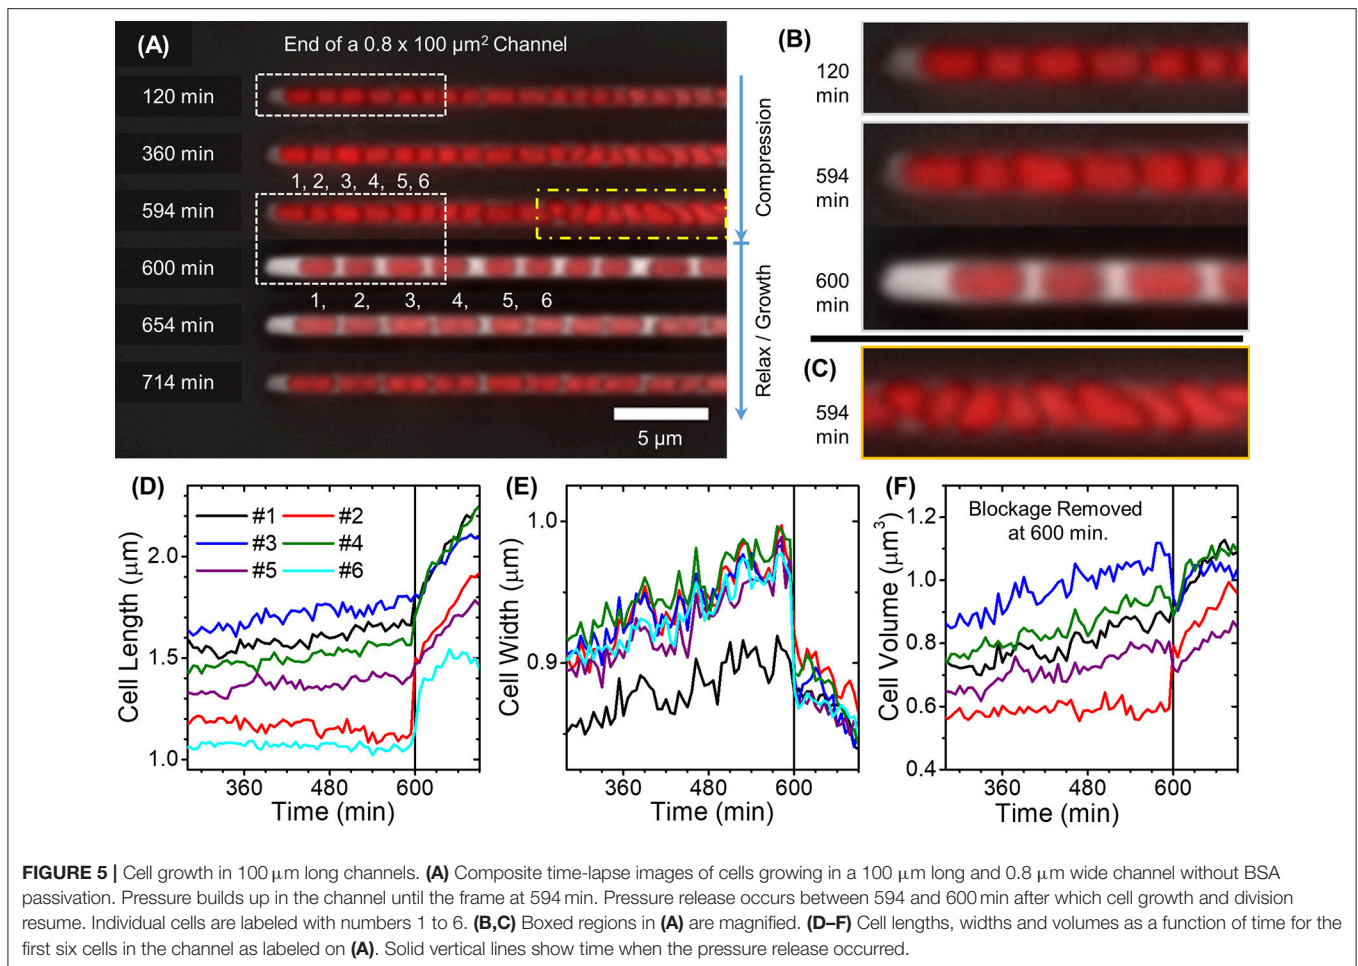 (A)
End of a 0.8 x 100 µm² Channel
120 min
360 min
1, 2, 3, 4, 5, 6
594 min
600 min
1, 2, 3, 4, 5, 6
654 min
714 min
5 µm
Compression
Relax / Growth
(B)
120
min
594
min
600
min
(C)
594
min
(D)
#1 #2
#3 #4
#5 #6
Cell Length (µm)
2.0
1.5
1.0
360 480 600
Time (min)
(E)
Cell Width (µm)
1.0
0.9
360 480 600
Time (min)
(F)
Blockage Removed
at 600 min.
Cell Volume (µm³)
1.2
1.0
0.8
0.6
0.4
360 480 600
Time (min)
FIGURE 5 | Cell growth in 100 µm long channels. (A) Composite time-lapse images of cells growing in a 100 µm long and 0.8 µm wide channel without BSA
passivation. Pressure builds up in the channel until the frame at 594 min. Pressure release occurs between 594 and 600 min after which cell growth and division
resume. Individual cells are labeled with numbers 1 to 6. (B,C) Boxed regions in (A) are magnified. (D–F) Cell lengths, widths and volumes as a function of time for the
first six cells in the channel as labeled on (A). Solid vertical lines show time when the pressure release occurred.